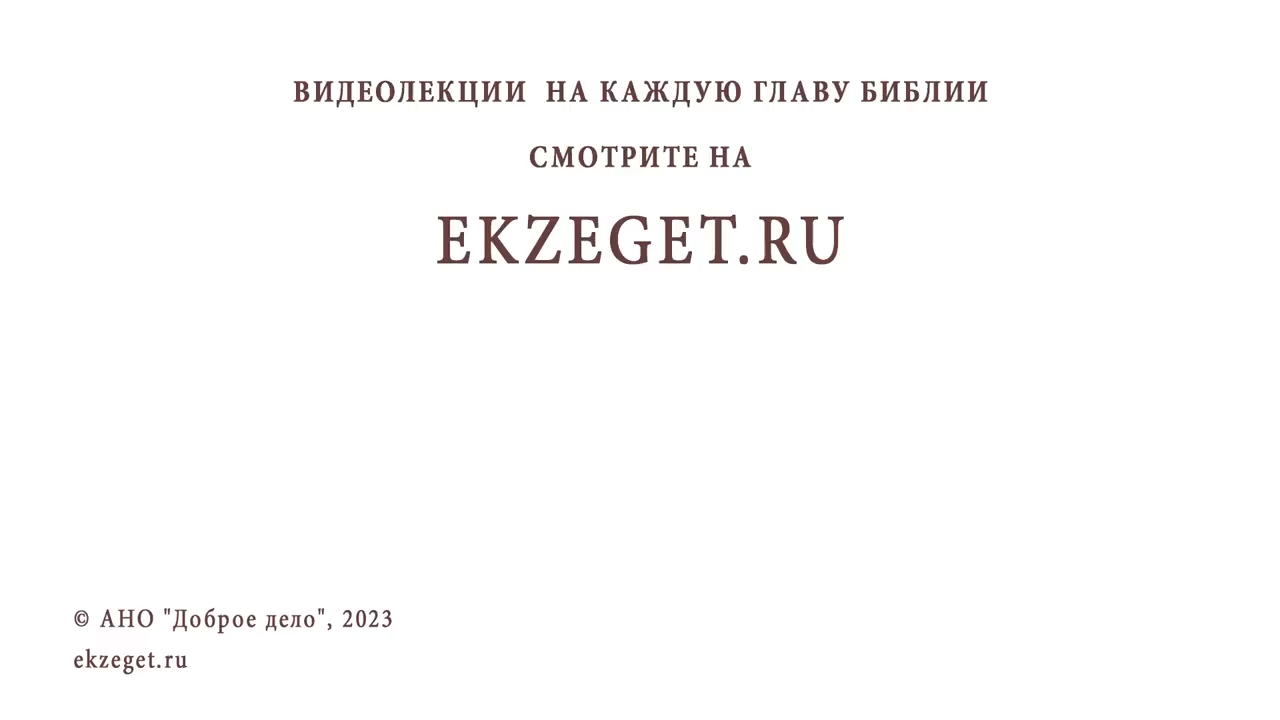 ВИДЕОЛЕКЦИИ НА КАЖДУЮ ГЛАВУ БИБЛИИ
СМОТРИТЕ НА
EKZEGET.RU
© АНО "Доброе дело", 2023
ekzeget.ru